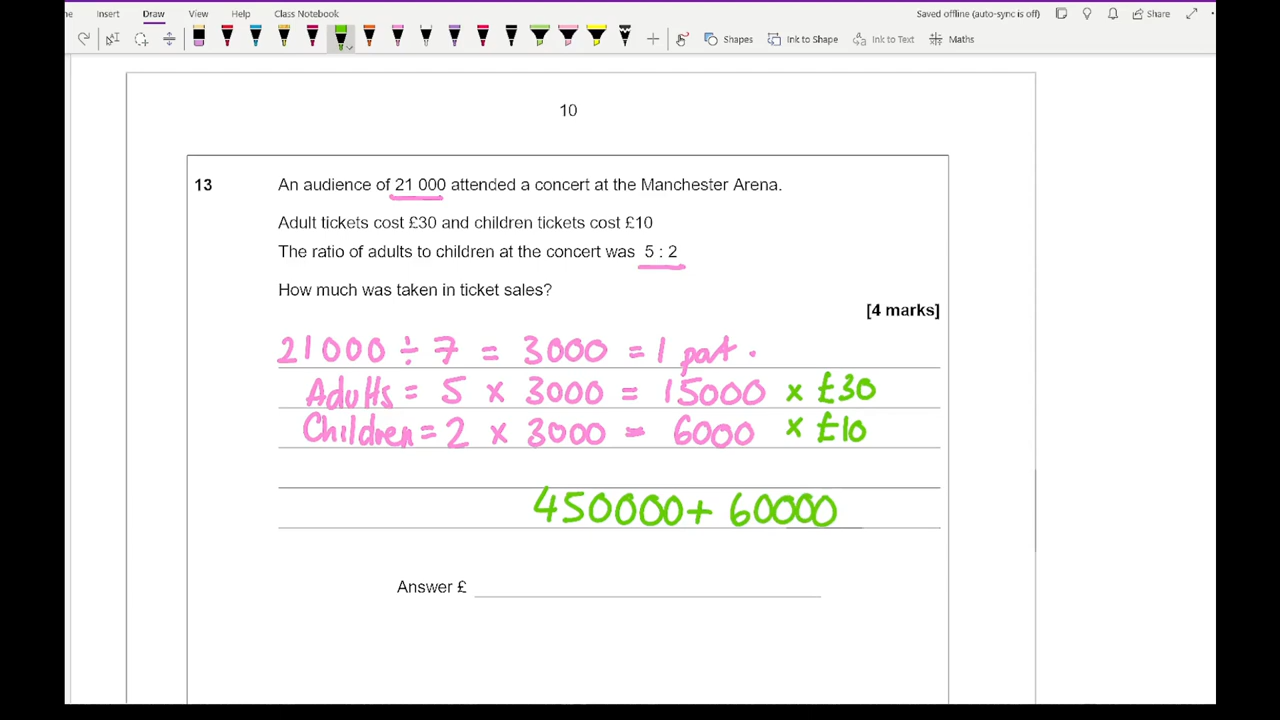 Insert Draw View Help Class Notebook Saved offline (auto-sync is off) Share
Shapes Ink to Shape Ink to Text Maths
10
13 An audience of 21 000 attended a concert at the Manchester Arena.
Adult tickets cost £30 and children tickets cost £10
The ratio of adults to children at the concert was 5 : 2
How much was taken in ticket sales?
[4 marks]
21000 ÷ 7 = 3000 = 1 part .
Adults = 5 × 3000 = 15000 × £30
Children = 2 × 3000 = 6000 × £10
450000 + 60000
Answer £